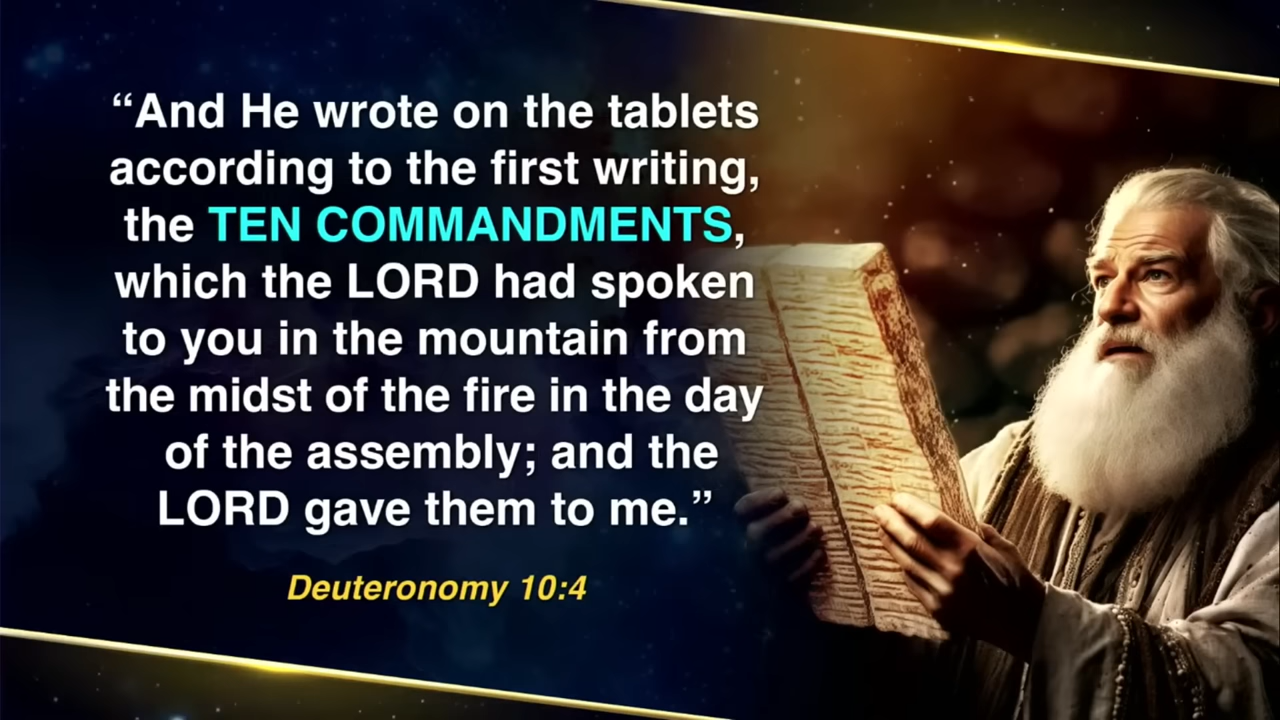 “And He wrote on the tablets
according to the first writing,
the TEN COMMANDMENTS,
which the LORD had spoken
to you in the mountain from
the midst of the fire in the day
of the assembly; and the
LORD gave them to me.”
Deuteronomy 10:4